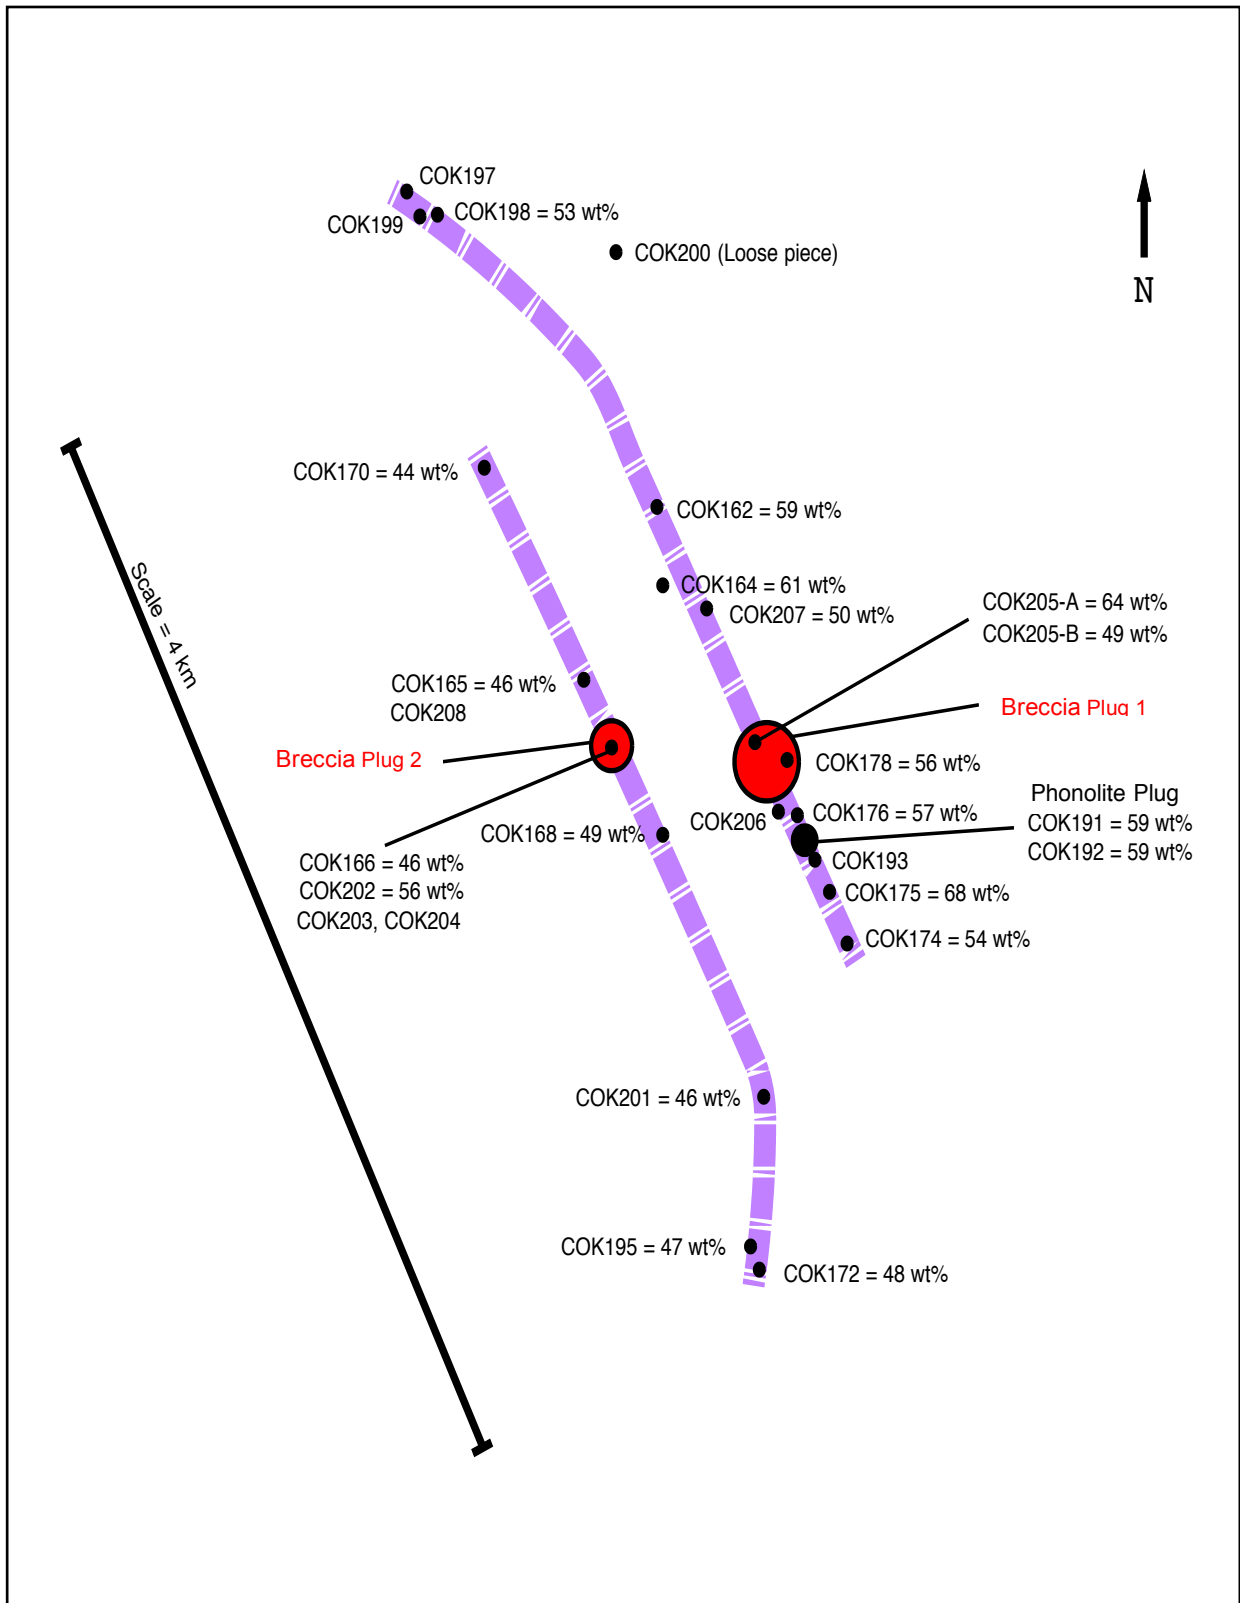 COK197
COK198 = 53 wt%
COK199
COK200 (Loose piece)
N
COK170 = 44 wt%
COK162 = 59 wt%
Scale = 4 km
COK164 = 61 wt%
COK207 = 50 wt%
COK205-A = 64 wt%
COK205-B = 49 wt%
COK165 = 46 wt%
COK208
Breccia Plug 1
Breccia Plug 2
COK178 = 56 wt%
Phonolite Plug
COK191 = 59 wt%
COK192 = 59 wt%
COK206
COK176 = 57 wt%
COK168 = 49 wt%
COK166 = 46 wt%
COK202 = 56 wt%
COK203, COK204
COK193
COK175 = 68 wt%
COK174 = 54 wt%
COK201 = 46 wt%
COK195 = 47 wt%
COK172 = 48 wt%